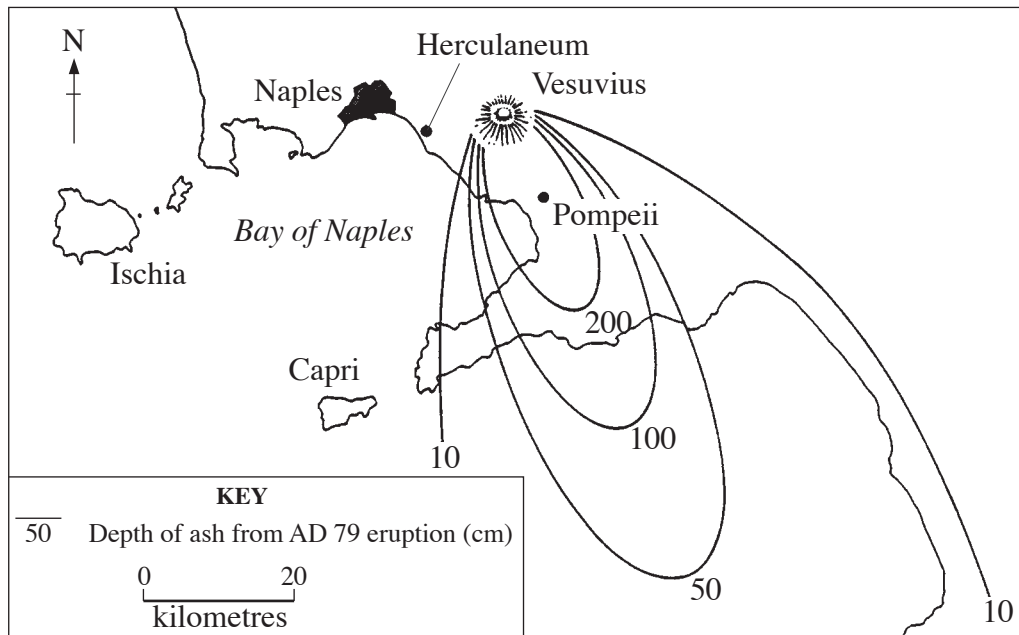 N
Herculaneum
Naples
Vesuvius
Bay of Naples
Pompeii
Ischia
200
Capri
100
10
50
10
KEY
50 Depth of ash from AD 79 eruption (cm)
0 20
kilometres